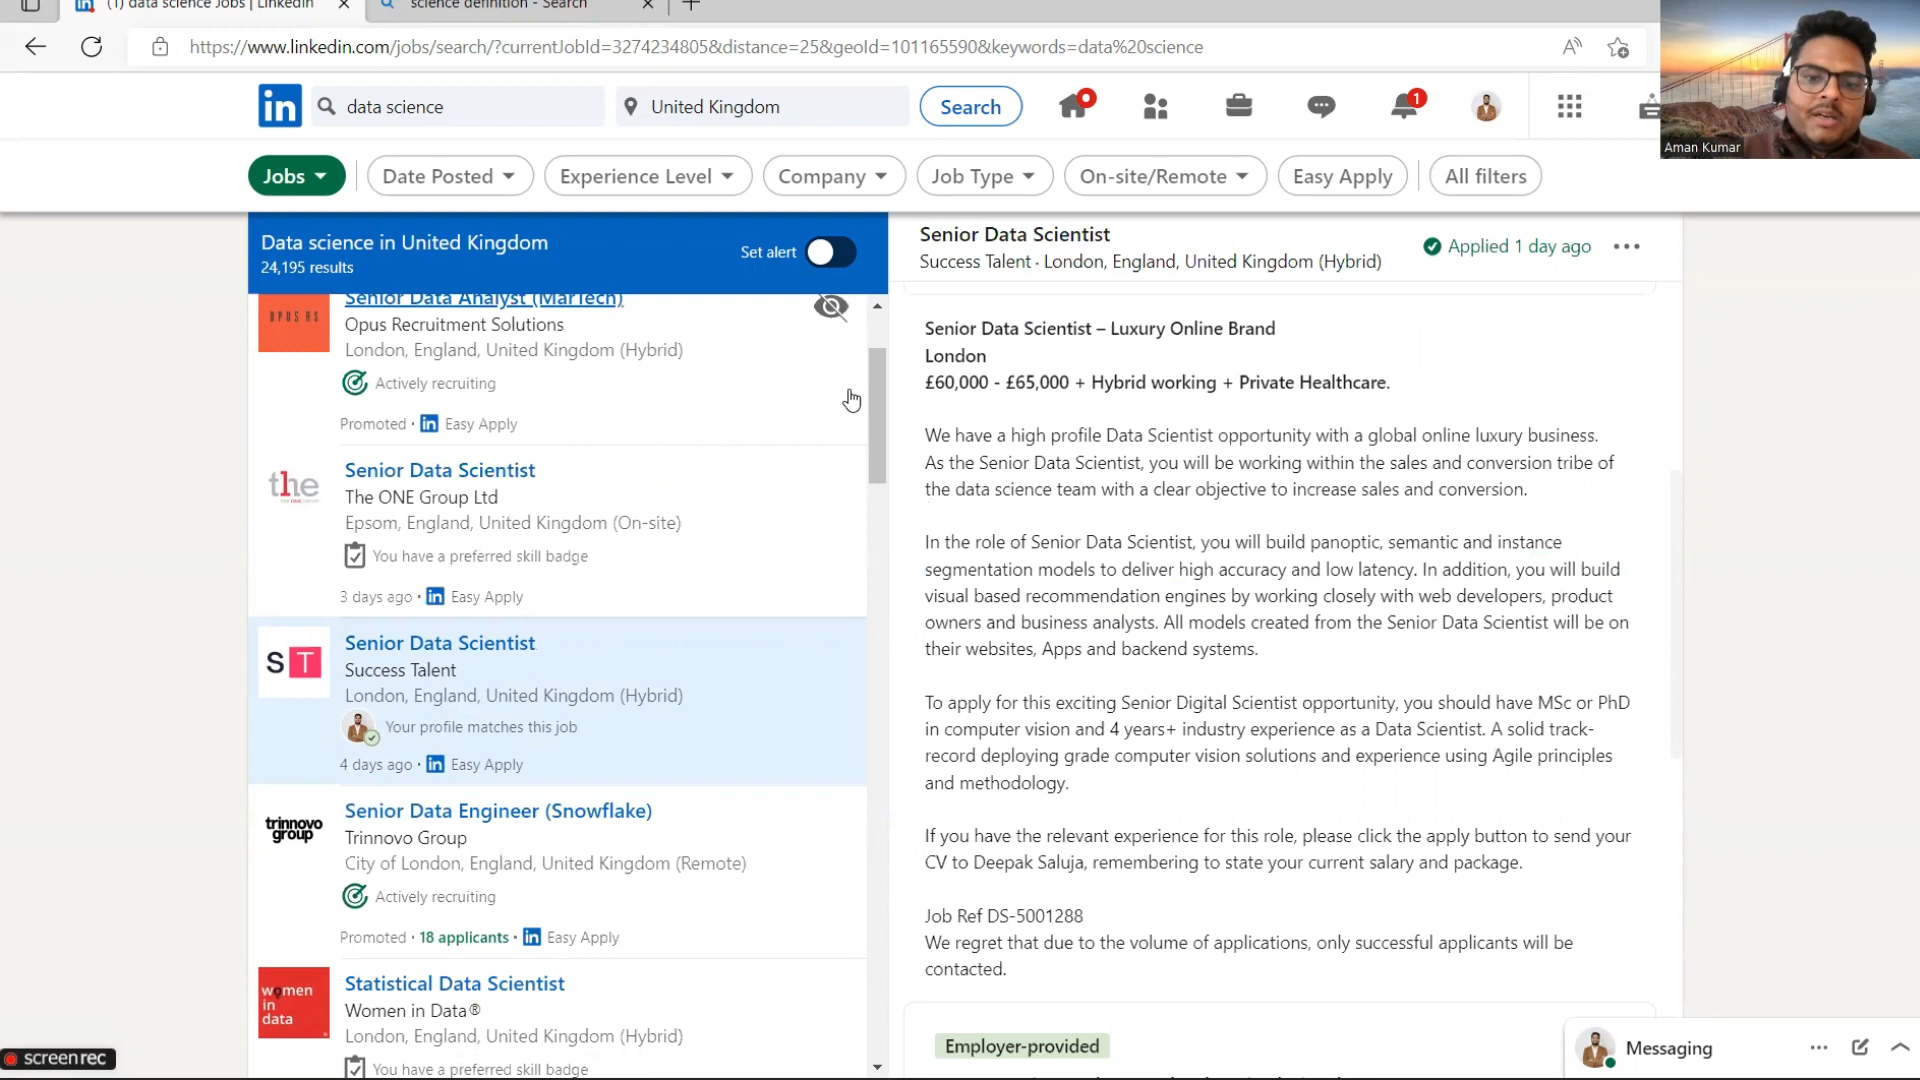 (1) data science Jobs | LinkedIn
science definition - Search
https://www.linkedin.com/jobs/search/?currentJobId=3274234805&distance=25&geoId=101165590&keywords=data%20science
in
data science
United Kingdom
Search
1
Aman Kumar
Jobs
Date Posted
Experience Level
Company
Job Type
On-site/Remote
Easy Apply
All filters
Data science in United Kingdom
24,195 results
Set alert
OPUS RS
Senior Data Analyst (MarTech)
Opus Recruitment Solutions
London, England, United Kingdom (Hybrid)
Actively recruiting
Promoted · in Easy Apply
the
Senior Data Scientist
The ONE Group Ltd
Epsom, England, United Kingdom (On-site)
You have a preferred skill badge
3 days ago · in Easy Apply
ST
Senior Data Scientist
Success Talent
London, England, United Kingdom (Hybrid)
Your profile matches this job
4 days ago · in Easy Apply
trinnovo
group
Senior Data Engineer (Snowflake)
Trinnovo Group
City of London, England, United Kingdom (Remote)
Actively recruiting
Promoted · 18 applicants · in Easy Apply
women
in
data
Statistical Data Scientist
Women in Data®
London, England, United Kingdom (Hybrid)
You have a preferred skill badge
Senior Data Scientist
Success Talent · London, England, United Kingdom (Hybrid)
Applied 1 day ago
Senior Data Scientist – Luxury Online Brand
London
£60,000 - £65,000 + Hybrid working + Private Healthcare.
We have a high profile Data Scientist opportunity with a global online luxury business.
As the Senior Data Scientist, you will be working within the sales and conversion tribe of
the data science team with a clear objective to increase sales and conversion.
In the role of Senior Data Scientist, you will build panoptic, semantic and instance
segmentation models to deliver high accuracy and low latency. In addition, you will build
visual based recommendation engines by working closely with web developers, product
owners and business analysts. All models created from the Senior Data Scientist will be on
their websites, Apps and backend systems.
To apply for this exciting Senior Digital Scientist opportunity, you should have MSc or PhD
in computer vision and 4 years+ industry experience as a Data Scientist. A solid track-
record deploying grade computer vision solutions and experience using Agile principles
and methodology.
If you have the relevant experience for this role, please click the apply button to send your
CV to Deepak Saluja, remembering to state your current salary and package.
Job Ref DS-5001288
We regret that due to the volume of applications, only successful applicants will be
contacted.
Employer-provided
Messaging
screenrec